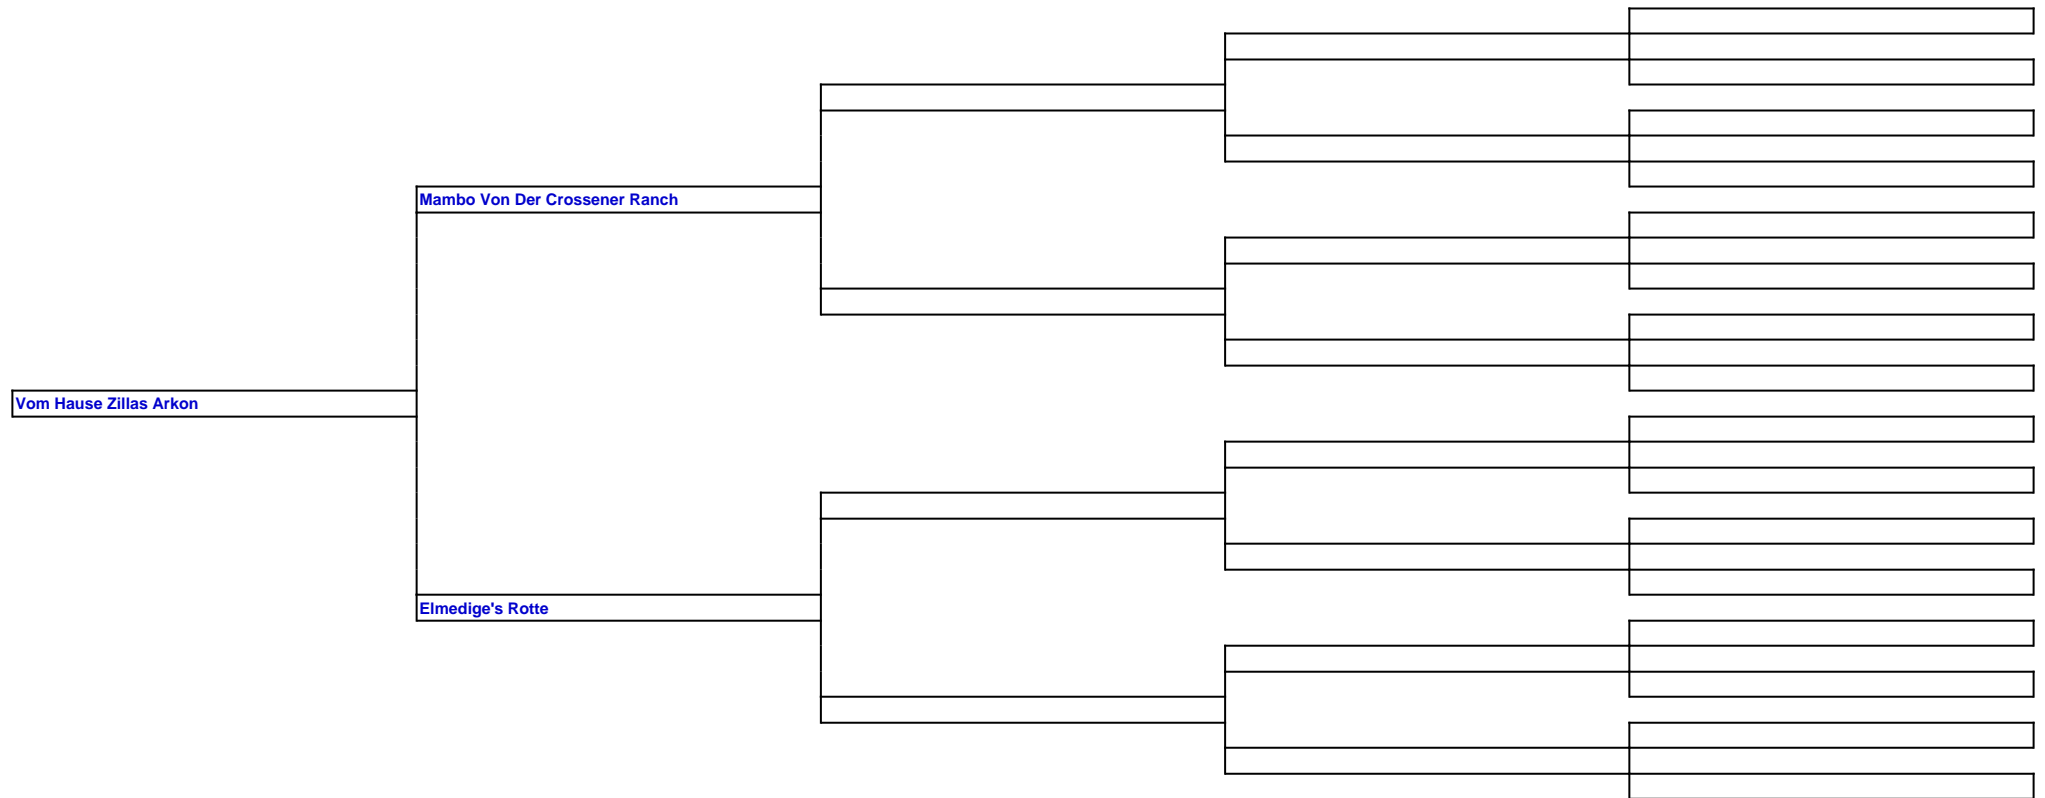 Mambo Von Der Crossener Ranch
Vom Hause Zillas Arkon
Elmedige's Rotte